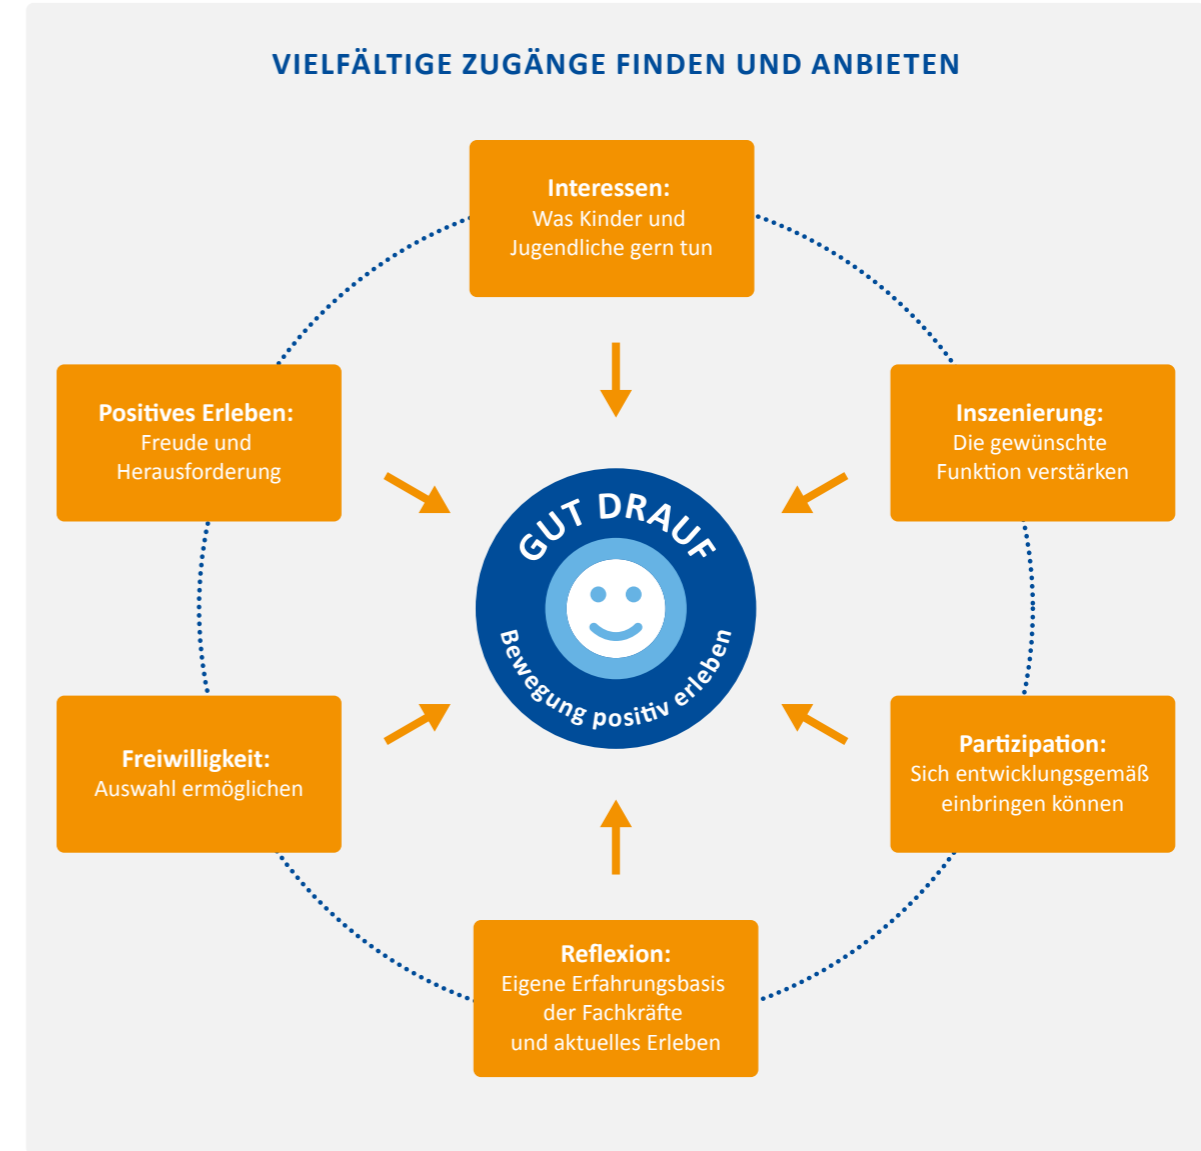 VIELFÄLTIGE ZUGÄNGE FINDEN UND ANBIETEN
Interessen:
Was Kinder und
Jugendliche gern tun
Positives Erleben:
Freude und
Herausforderung
Inszenierung:
Die gewünschte
Funktion verstärken
GUT DRAUF
Bewegung positiv erleben
Freiwilligkeit:
Auswahl ermöglichen
Partizipation:
Sich entwicklungsgemäß
einbringen können
Reflexion:
Eigene Erfahrungsbasis
der Fachkräfte
und aktuelles Erleben